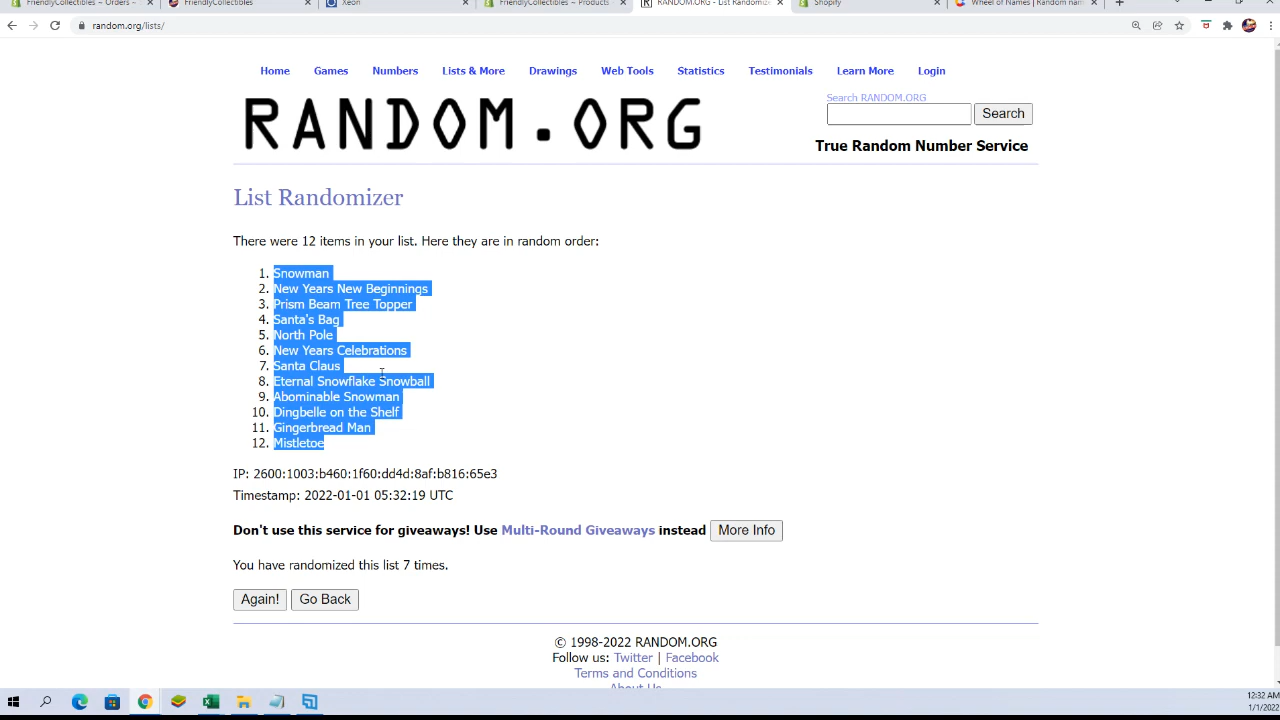 FriendlyCollectibles – Orders –
FriendlyCollectibles
Xeon
FriendlyCollectibles – Products
RANDOM.ORG - List Randomizer
Shopify
Wheel of Names | Random nam
random.org/lists/
Home Games Numbers Lists & More Drawings Web Tools Statistics Testimonials Learn More Login
RANDOM.ORG
Search RANDOM.ORG
Search
True Random Number Service
List Randomizer
There were 12 items in your list. Here they are in random order:
1. Snowman
2. New Years New Beginnings
3. Prism Beam Tree Topper
4. Santa's Bag
5. North Pole
6. New Years Celebrations
7. Santa Claus
8. Eternal Snowflake Snowball
9. Abominable Snowman
10. Dingbelle on the Shelf
11. Gingerbread Man
12. Mistletoe
IP: 2600:1003:b460:1f60:dd4d:8af:b816:65e3
Timestamp: 2022-01-01 05:32:19 UTC
Don't use this service for giveaways! Use Multi-Round Giveaways instead More Info
You have randomized this list 7 times.
Again! Go Back
© 1998-2022 RANDOM.ORG
Follow us: Twitter | Facebook
Terms and Conditions
About Us
12:32 AM
1/1/2022